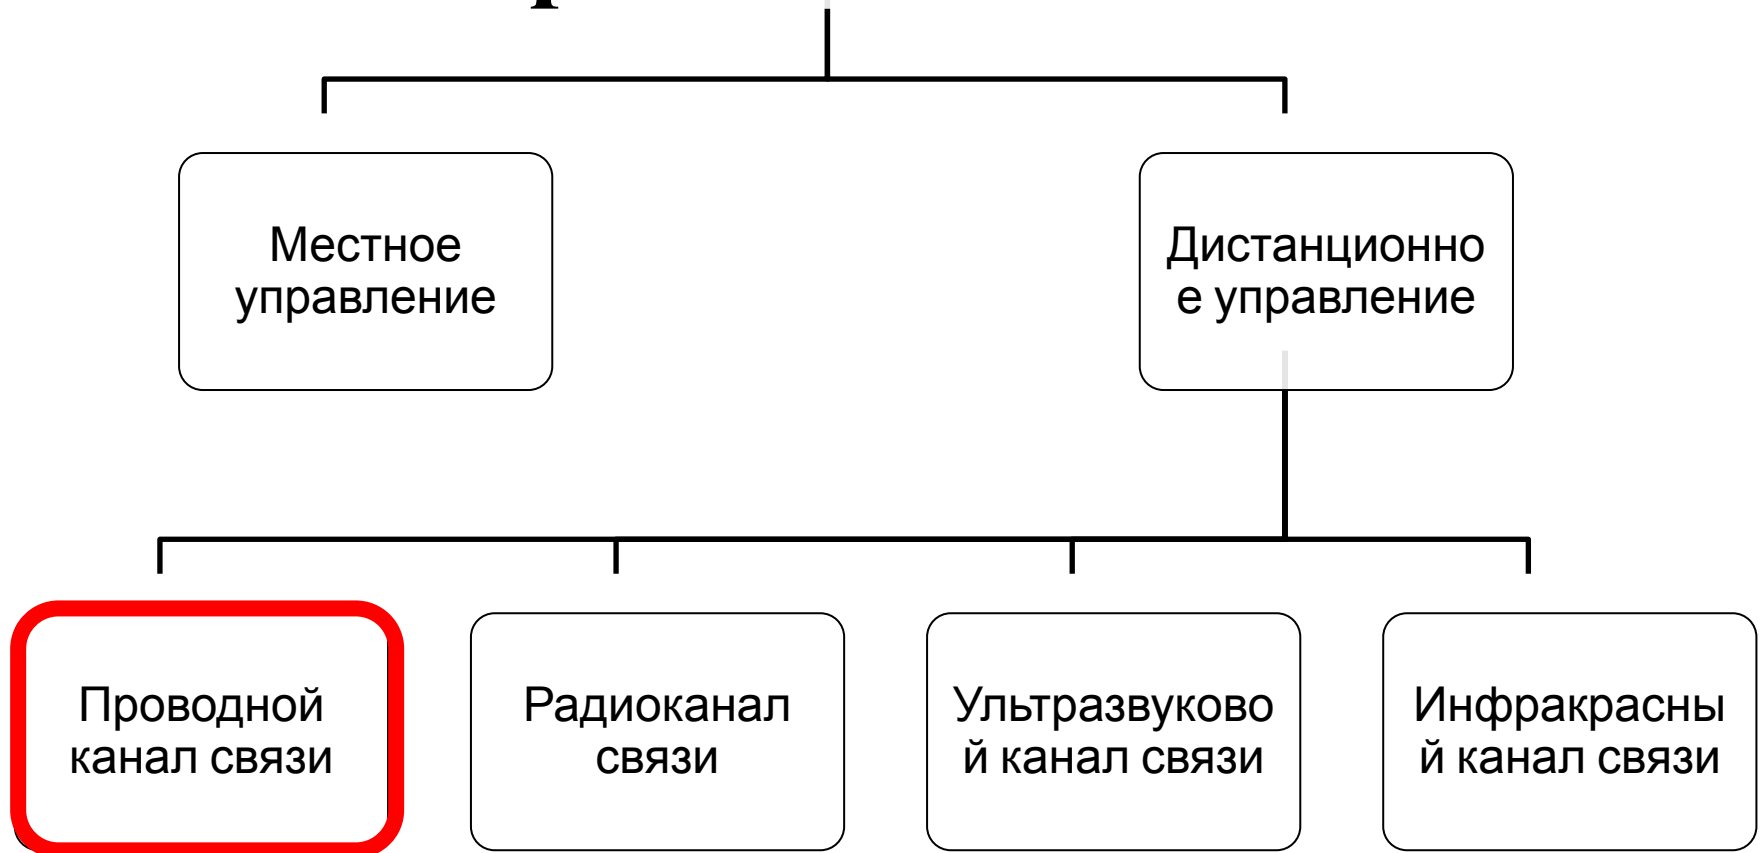 Местное
управление
Дистанционно
е управление
Проводной
канал связи
Радиоканал
связи
Ультразвуково
й канал связи
Инфракрасны
й канал связи